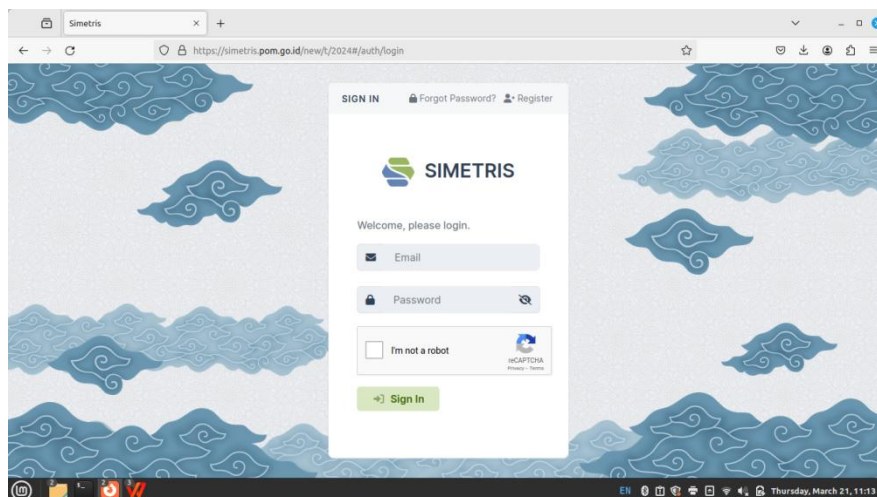 Simetris
https://simetris.pom.go.id/new/t/2024#/auth/login
SIGN IN Forgot Password? Register
SIMETRIS
Welcome, please login.
Email
Password
I'm not a robot
reCAPTCHA
Privacy - Terms
Sign In
EN Thursday, March 21, 11:13